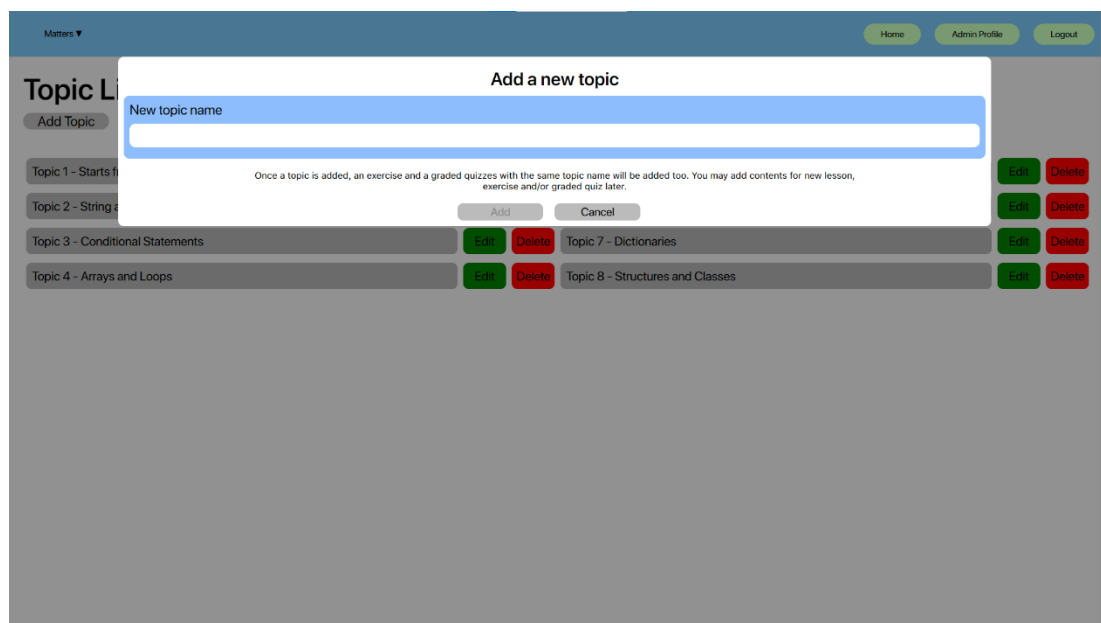 Matters ▼
Home
Admin Profile
Logout
Add a new topic
Topic
New topic name
Add Topic
Once a topic is added, an exercise and a graded quizzes with the same topic name will be added too. You may add contents for new lesson,
exercise and/or graded quiz later.
Add
Cancel
Topic 1 - Starts
Edit
Delete
Topic 2 - String
Edit
Delete
Topic 3 - Conditional Statements
Edit
Delete
Topic 7 - Dictionaries
Edit
Delete
Topic 4 - Arrays and Loops
Edit
Delete
Topic 8 - Structures and Classes
Edit
Delete